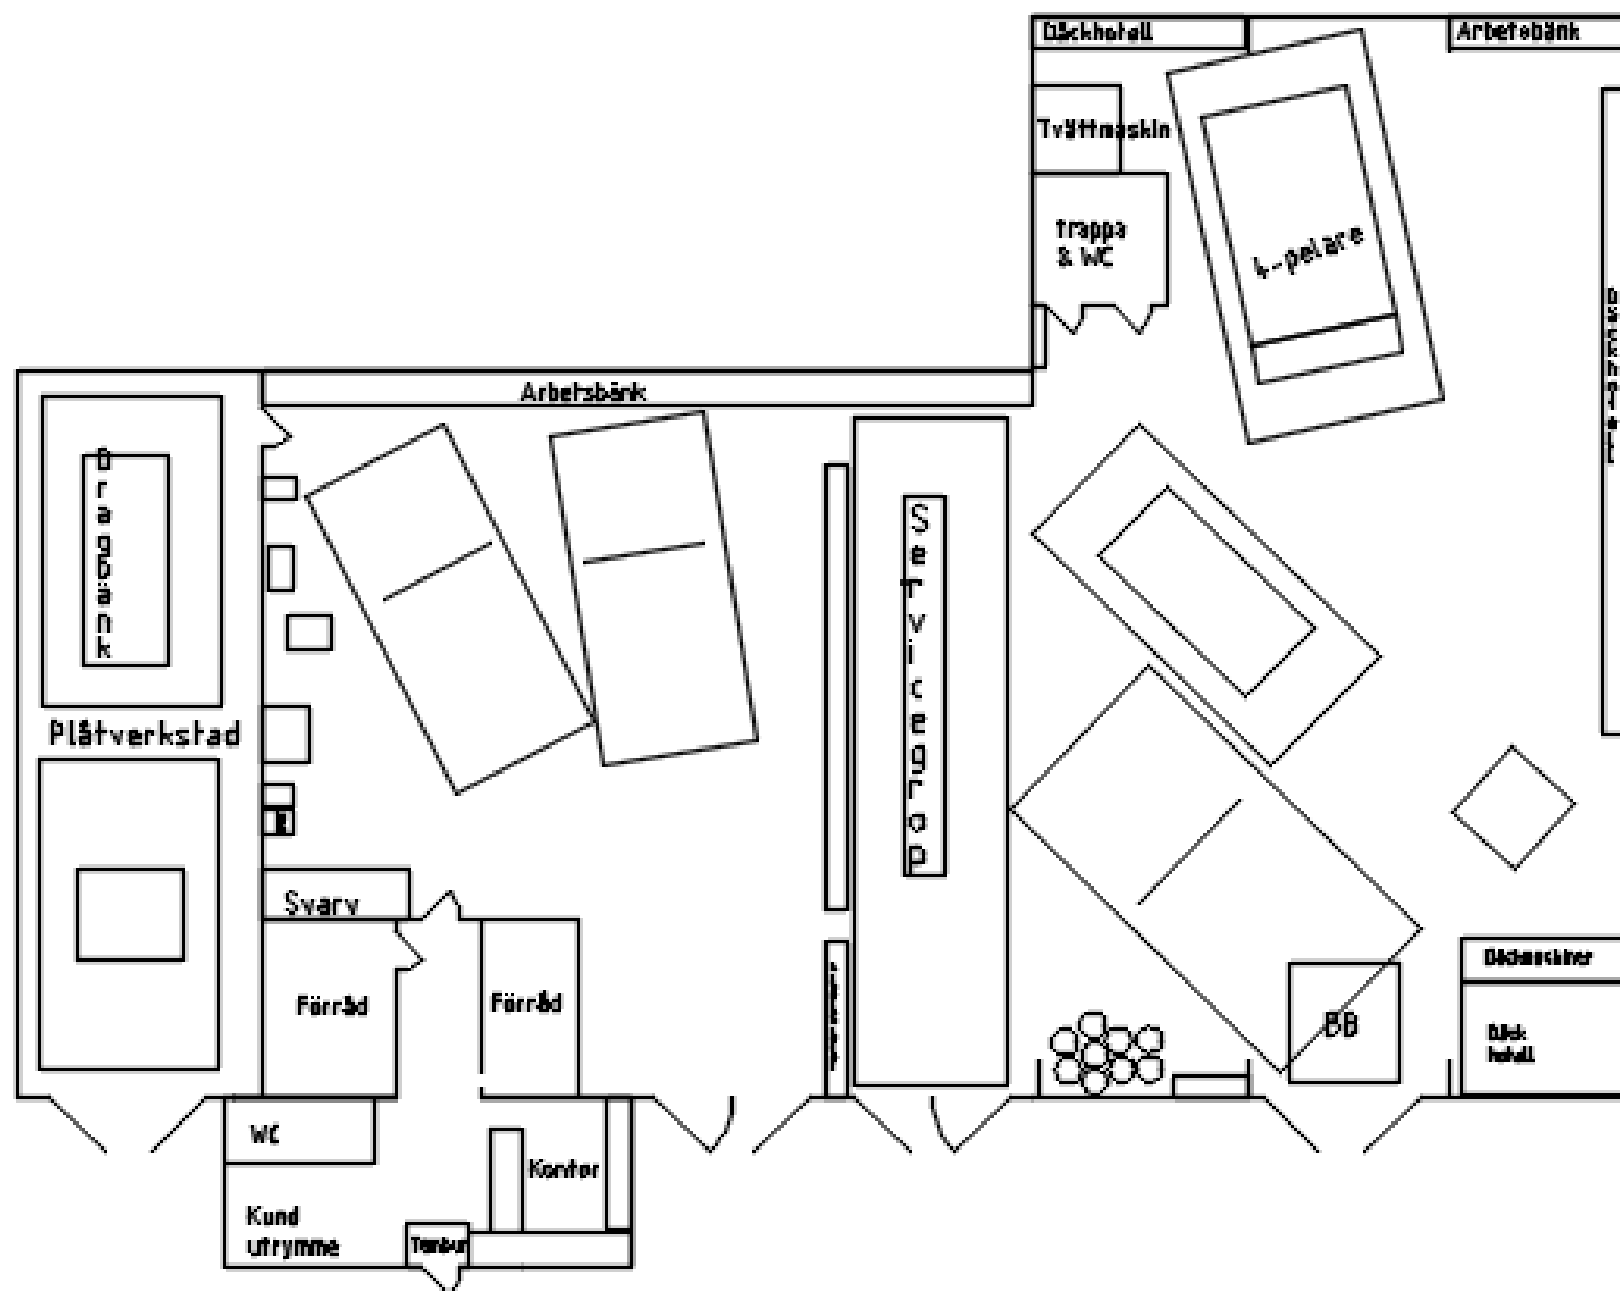 Däckhotell
Arbetsbänk
Tvättmaskin
trappa
& WC
4-pelare
Arbetsbänk
Dragbänk
Servicegrop
Plåtverkstad
Svarv
Förråd
Förråd
Däckmaskiner
BB
Däck
hotell
WC
Kontor
Kund
utrymme
Tambur